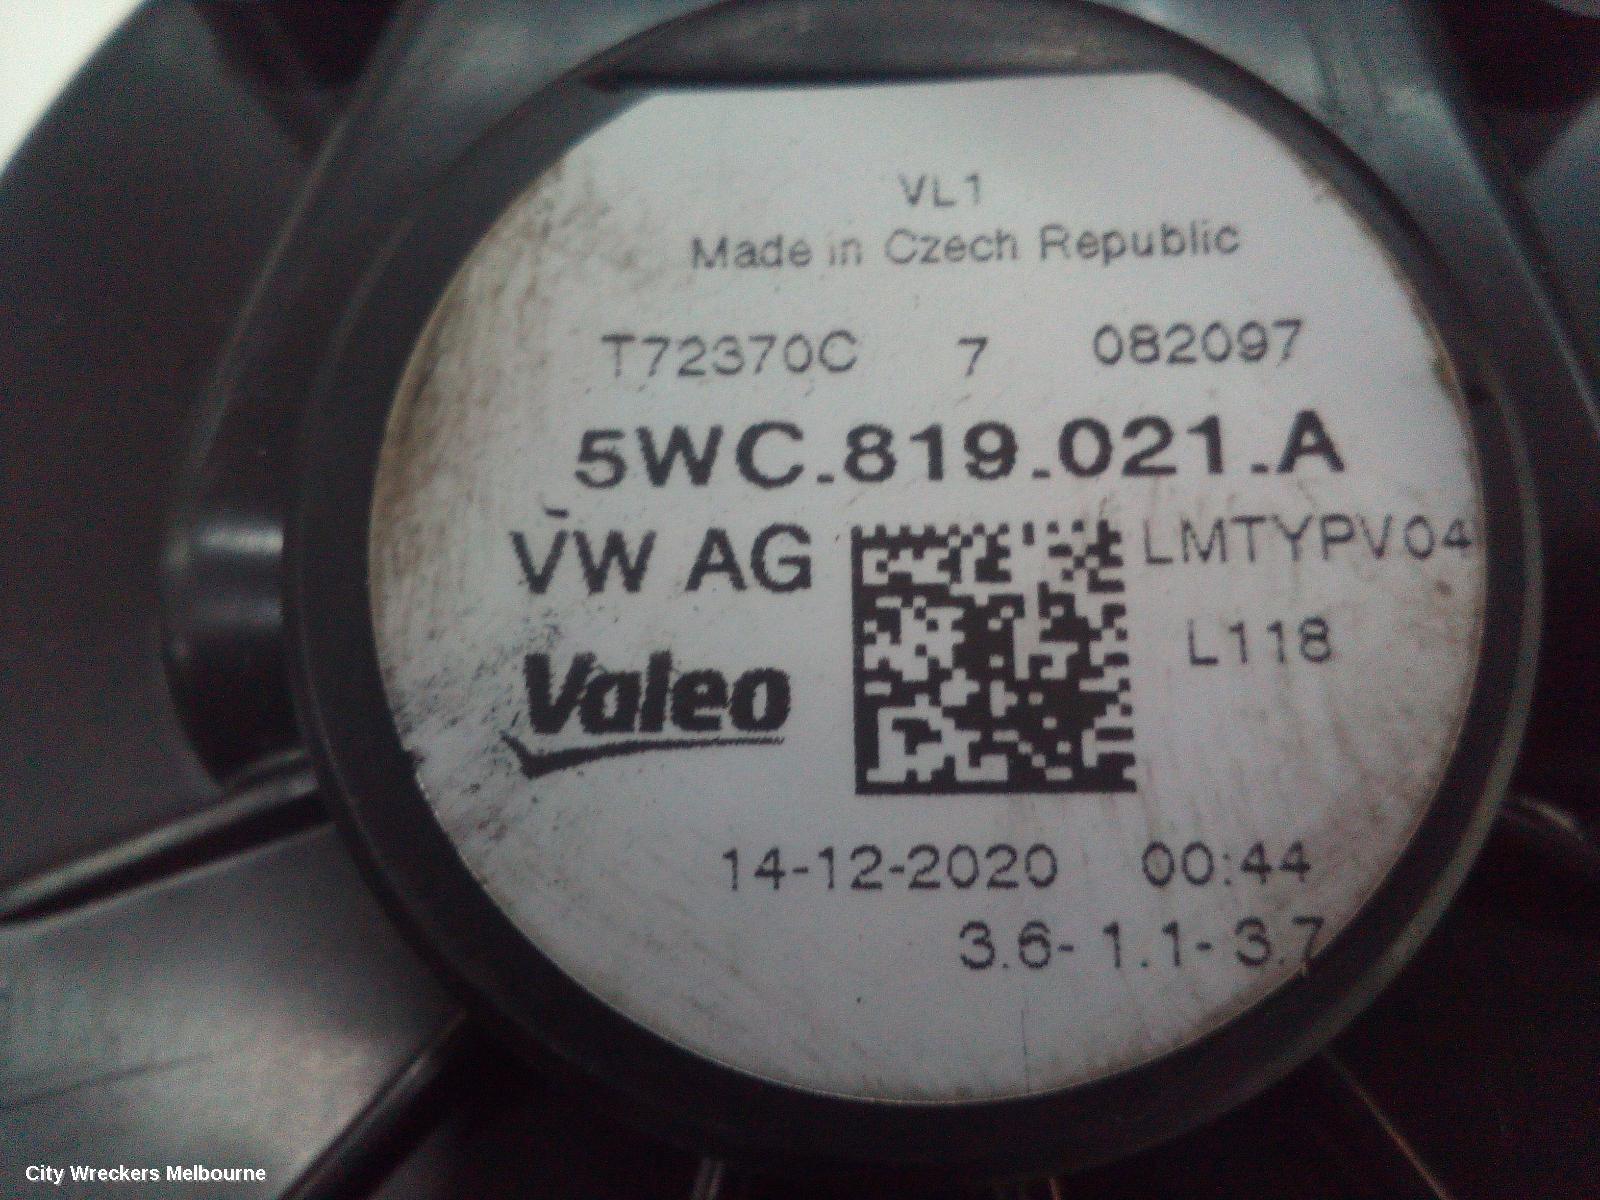 VL1
Made in Czech Republic
T72370C 7 082097
5WC.819.021.A
VW AG
LMTYPV04
L118
Valeo
14-12-2020 00:44
3.6- 1.1- 3.7
City Wreckers Melbourne